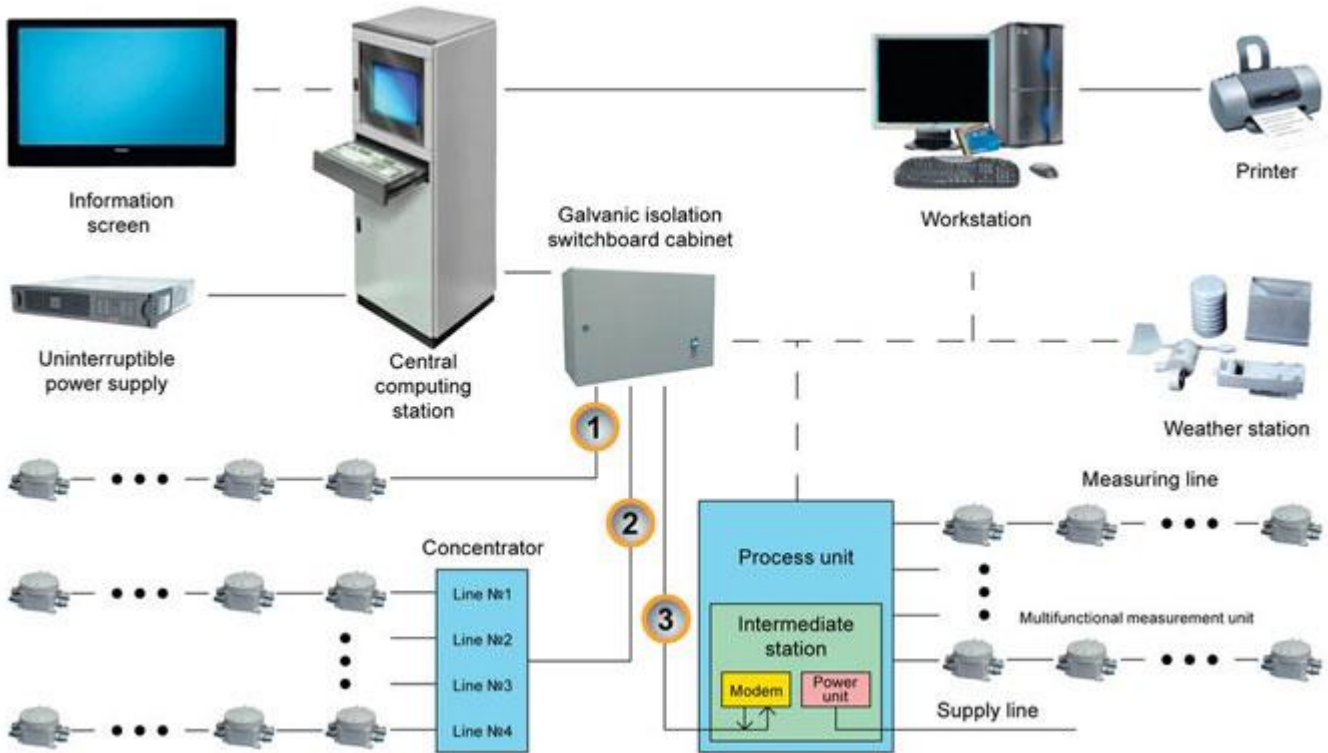 Information
screen
Uninterruptible
power supply
Central
computing
station
Galvanic isolation
switchboard cabinet
Workstation
Printer
Weather station
1
2
3
Concentrator
Line №1
Line №2
Line №3
Line №4
Process unit
Intermediate
station
Modem
Power
unit
Measuring line
Multifunctional measurement unit
Supply line